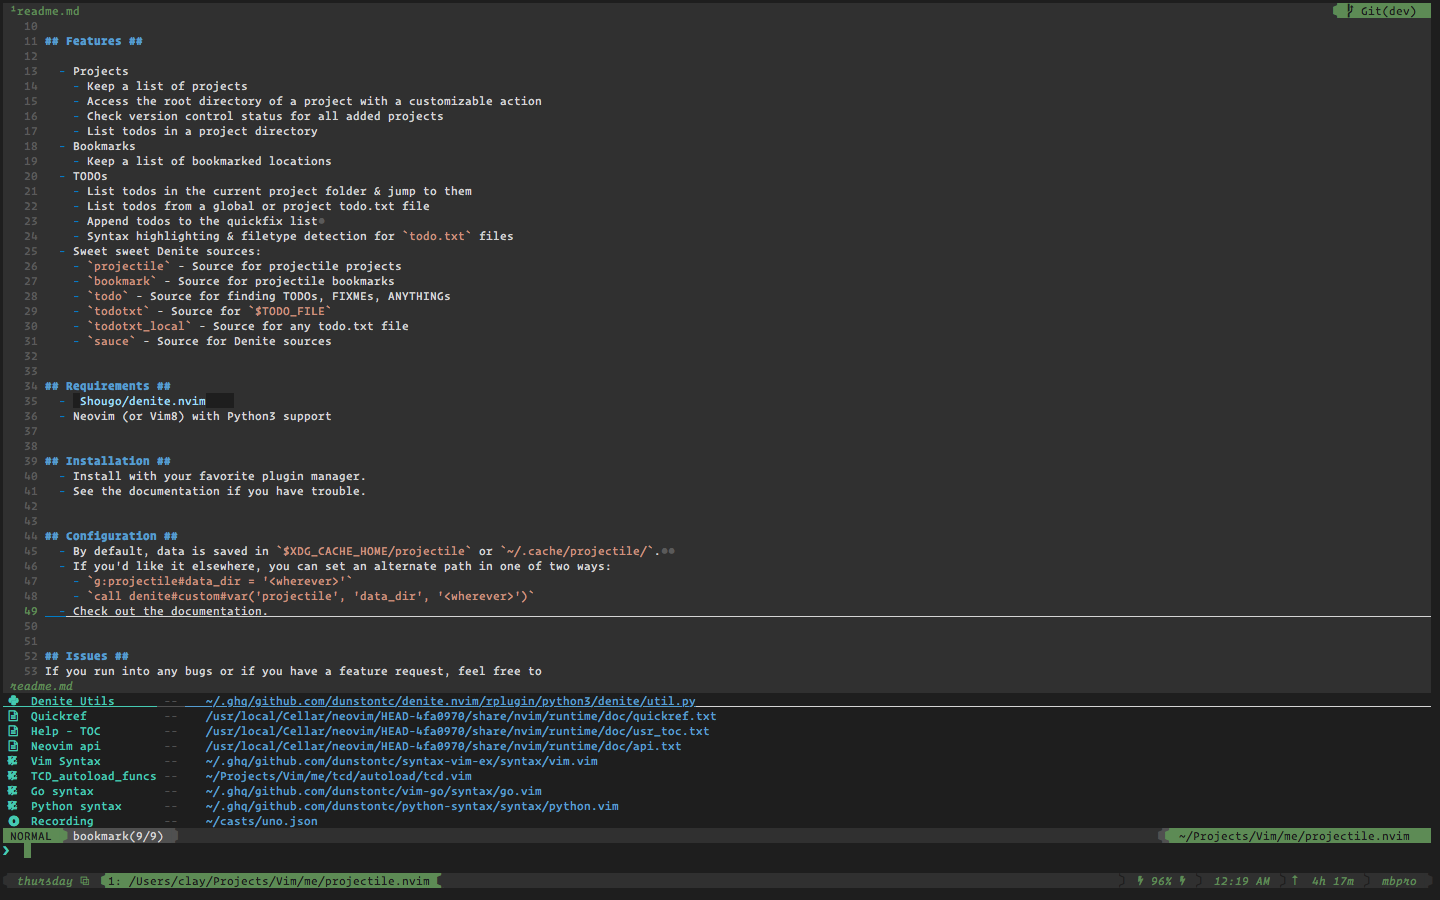 ¹readme.md Git(dev)
10
11 ## Features ##
12
13 - Projects
14 - Keep a list of projects
15 - Access the root directory of a project with a customizable action
16 - Check version control status for all added projects
17 - List todos in a project directory
18 - Bookmarks
19 - Keep a list of bookmarked locations
20 - TODOs
21 - List todos in the current project folder & jump to them
22 - List todos from a global or project todo.txt file
23 - Append todos to the quickfix list•
24 - Syntax highlighting & filetype detection for `todo.txt` files
25 - Sweet sweet Denite sources:
26 - `projectile` - Source for projectile projects
27 - `bookmark` - Source for projectile bookmarks
28 - `todo` - Source for finding TODOs, FIXMEs, ANYTHINGs
29 - `todotxt` - Source for `$TODO_FILE`
30 - `todotxt_local` - Source for any todo.txt file
31 - `sauce` - Source for Denite sources
32
33
34 ## Requirements ##
35 - Shougo/denite.nvim
36 - Neovim (or Vim8) with Python3 support
37
38
39 ## Installation ##
40 - Install with your favorite plugin manager.
41 - See the documentation if you have trouble.
42
43
44 ## Configuration ##
45 - By default, data is saved in `$XDG_CACHE_HOME/projectile` or `~/.cache/projectile/`.••
46 - If you'd like it elsewhere, you can set an alternate path in one of two ways:
47 - `g:projectile#data_dir = '<wherever>'`
48 - `call denite#custom#var('projectile', 'data_dir', '<wherever>')`
49 - Check out the documentation.
50
51
52 ## Issues ##
53 If you run into any bugs or if you have a feature request, feel free to
readme.md
Denite Utils -- ~/.ghq/github.com/dunstontc/denite.nvim/rplugin/python3/denite/util.py
Quickref -- /usr/local/Cellar/neovim/HEAD-4fa0970/share/nvim/runtime/doc/quickref.txt
Help - TOC -- /usr/local/Cellar/neovim/HEAD-4fa0970/share/nvim/runtime/doc/usr_toc.txt
Neovim api -- /usr/local/Cellar/neovim/HEAD-4fa0970/share/nvim/runtime/doc/api.txt
Vim Syntax -- ~/.ghq/github.com/dunstontc/syntax-vim-ex/syntax/vim.vim
TCD_autoload_funcs -- ~/Projects/Vim/me/tcd/autoload/tcd.vim
Go syntax -- ~/.ghq/github.com/dunstontc/vim-go/syntax/go.vim
Python syntax -- ~/.ghq/github.com/dunstontc/python-syntax/syntax/python.vim
Recording -- ~/casts/uno.json
NORMAL bookmark(9/9) ~/Projects/Vim/me/projectile.nvim
❯
thursday 1: /Users/clay/Projects/Vim/me/projectile.nvim 96% 12:19 AM ↑ 4h 17m mbpro